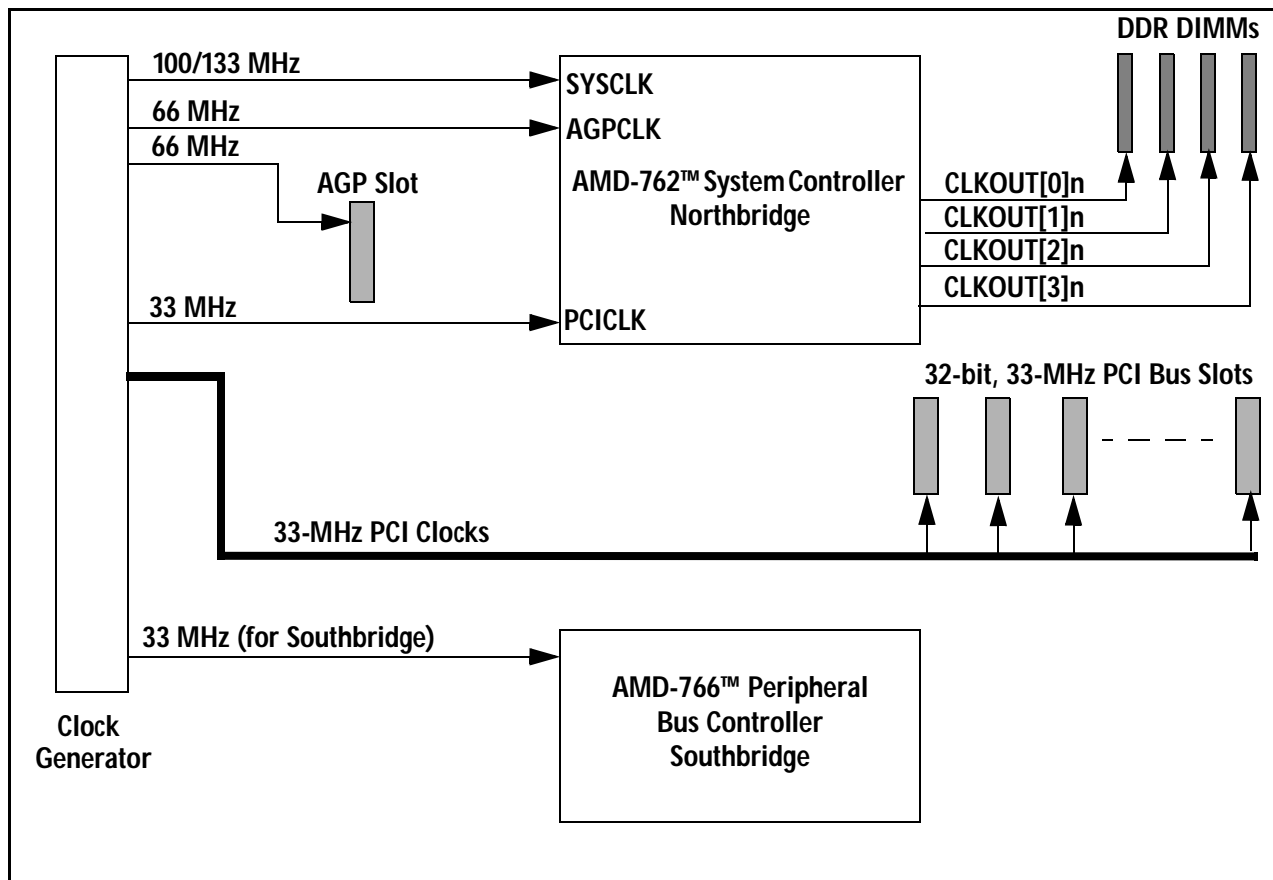 DDR DIMMs
100/133 MHz
SYSCLK
66 MHz
AGPCLK
66 MHz
AGP Slot
AMD-762™ System Controller
Northbridge
CLKOUT[0]n
CLKOUT[1]n
CLKOUT[2]n
CLKOUT[3]n
33 MHz
PCICLK
32-bit, 33-MHz PCI Bus Slots
33-MHz PCI Clocks
33 MHz (for Southbridge)
AMD-766™ Peripheral
Bus Controller
Southbridge
Clock
Generator